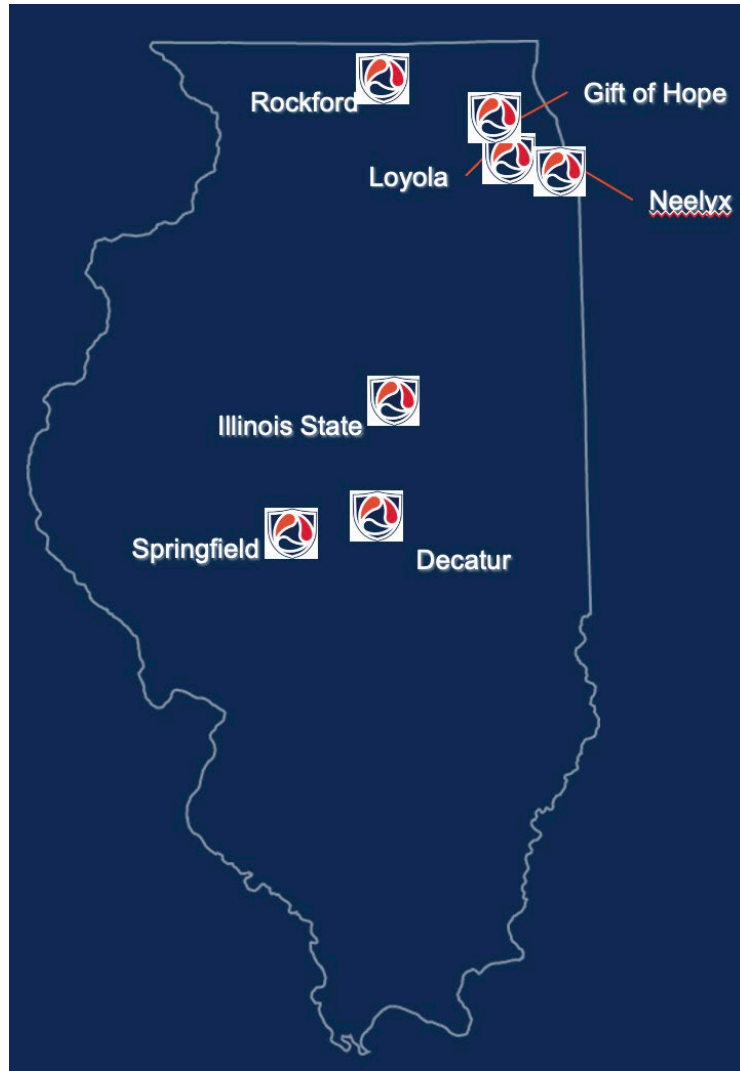 Gift of Hope
Rockford
Loyola
Neelyx
Illinois State
Springfield
Decatur